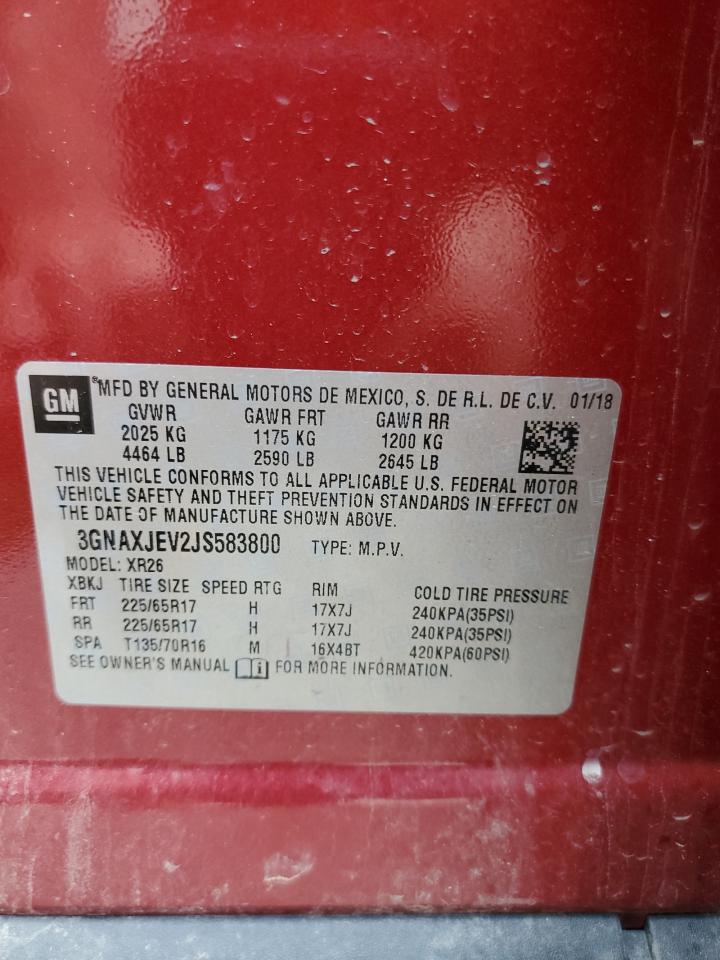 GM ®MFD BY GENERAL MOTORS DE MEXICO, S. DE R.L. DE C.V. 01/18
GVWR GAWR FRT GAWR RR
2025 KG 1175 KG 1200 KG
4464 LB 2590 LB 2645 LB
THIS VEHICLE CONFORMS TO ALL APPLICABLE U.S. FEDERAL MOTOR
VEHICLE SAFETY AND THEFT PREVENTION STANDARDS IN EFFECT ON
THE DATE OF MANUFACTURE SHOWN ABOVE.
3GNAXJEV2JS583800 TYPE: M.P.V.
MODEL: XR26
XBKJ TIRE SIZE SPEED RTG RIM COLD TIRE PRESSURE
FRT 225/65R17 H 17X7J 240KPA(35PSI)
RR 225/65R17 H 17X7J 240KPA(35PSI)
SPA T135/70R16 M 16X4BT 420KPA(60PSI)
SEE OWNER'S MANUAL i FOR MORE INFORMATION.